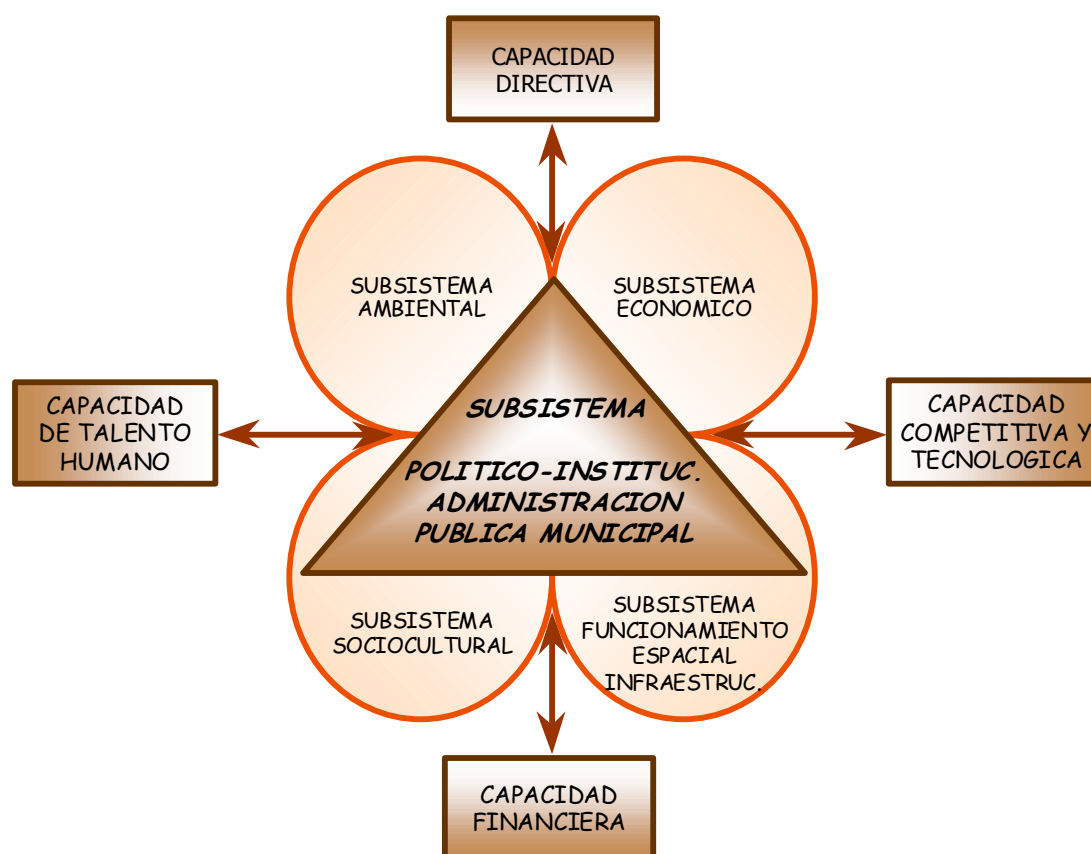 CAPACIDAD
DIRECTIVA
SUBSISTEMA
AMBIENTAL
SUBSISTEMA
ECONOMICO
CAPACIDAD
DE TALENTO
HUMANO
SUBSISTEMA
POLITICO-INSTITUC.
ADMINISTRACION
PUBLICA MUNICIPAL
CAPACIDAD
COMPETITIVA Y
TECNOLOGICA
SUBSISTEMA
SOCIOCULTURAL
SUBSISTEMA
FUNCIONAMIENTO
ESPACIAL
INFRAESTRUC.
CAPACIDAD
FINANCIERA